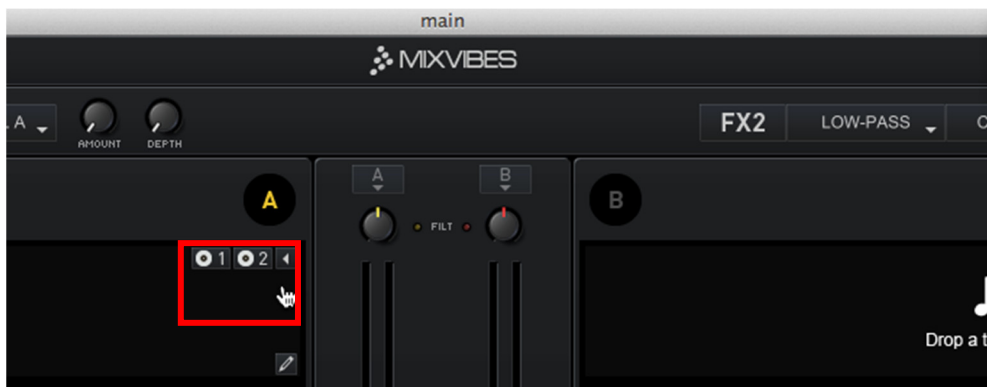 main
MIXVIBES
. A
AMOUNT DEPTH
FX2 LOW-PASS
A B
A
B
FILT
1 2
Drop a t